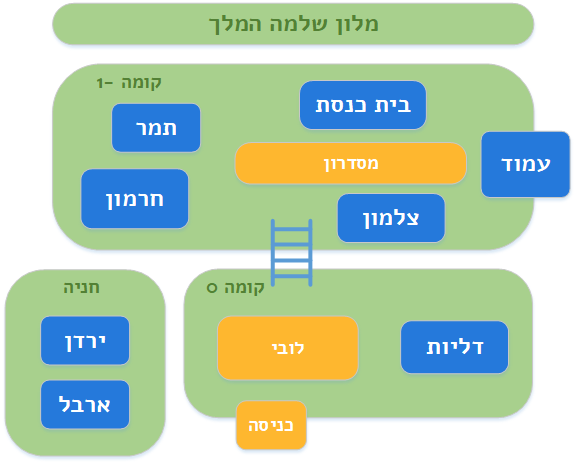 מלון שלמה המלך
קומה 1-
בית כנסת
תמר
מסדרון
עמוד
חרמון
צלמון
קומה 0
חניה
דליות
לובי
ירדן
ארבל
כניסה